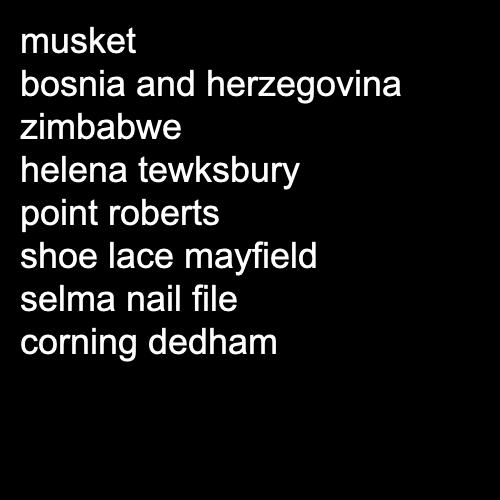 musket
bosnia and herzegovina
zimbabwe
helena tewksbury
point roberts
shoe lace mayfield
selma nail file
corning dedham